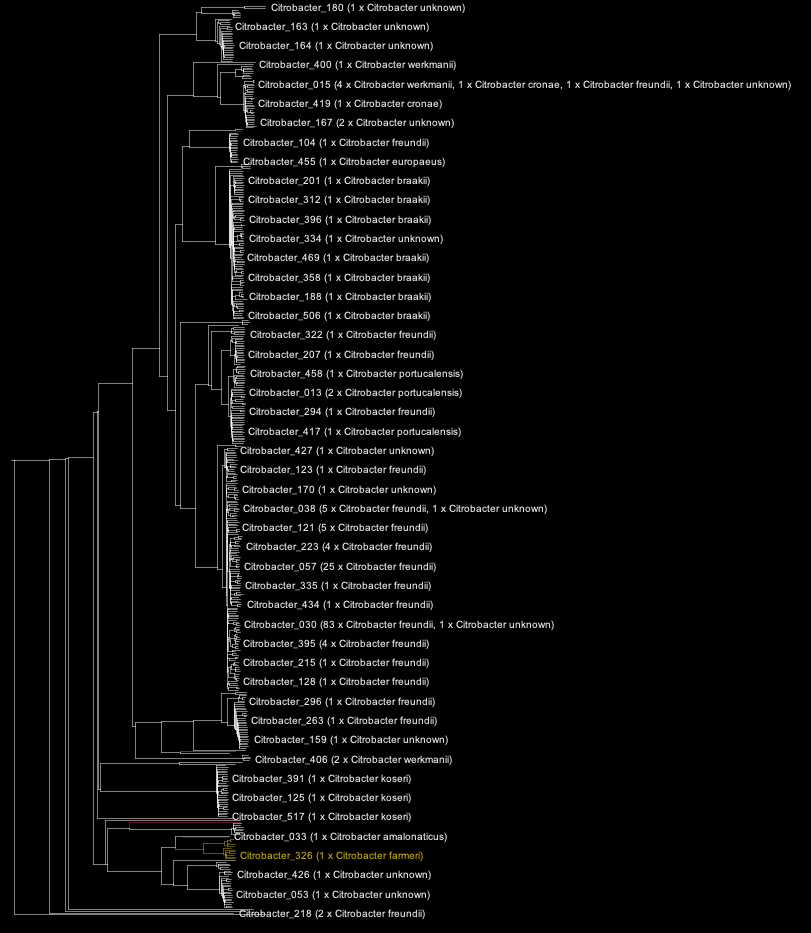 Citrobacter_180 (1 x Citrobacter unknown)
Citrobacter_163 (1 x Citrobacter unknown)
Citrobacter_164 (1 x Citrobacter unknown)
Citrobacter_400 (1 x Citrobacter werkmanii)
Citrobacter_015 (4 x Citrobacter werkmanii, 1 x Citrobacter cronae, 1 x Citrobacter freundii, 1 x Citrobacter unknown)
Citrobacter_419 (1 x Citrobacter cronae)
Citrobacter_167 (2 x Citrobacter unknown)
Citrobacter_104 (1 x Citrobacter freundii)
Citrobacter_455 (1 x Citrobacter europaeus)
Citrobacter_201 (1 x Citrobacter braakii)
Citrobacter_312 (1 x Citrobacter braakii)
Citrobacter_396 (1 x Citrobacter braakii)
Citrobacter_334 (1 x Citrobacter unknown)
Citrobacter_469 (1 x Citrobacter braakii)
Citrobacter_358 (1 x Citrobacter braakii)
Citrobacter_188 (1 x Citrobacter braakii)
Citrobacter_506 (1 x Citrobacter braakii)
Citrobacter_322 (1 x Citrobacter freundii)
Citrobacter_207 (1 x Citrobacter freundii)
Citrobacter_458 (1 x Citrobacter portucalensis)
Citrobacter_013 (2 x Citrobacter portucalensis)
Citrobacter_294 (1 x Citrobacter freundii)
Citrobacter_417 (1 x Citrobacter portucalensis)
Citrobacter_427 (1 x Citrobacter unknown)
Citrobacter_123 (1 x Citrobacter freundii)
Citrobacter_170 (1 x Citrobacter unknown)
Citrobacter_038 (5 x Citrobacter freundii, 1 x Citrobacter unknown)
Citrobacter_121 (5 x Citrobacter freundii)
Citrobacter_223 (4 x Citrobacter freundii)
Citrobacter_057 (25 x Citrobacter freundii)
Citrobacter_335 (1 x Citrobacter freundii)
Citrobacter_434 (1 x Citrobacter freundii)
Citrobacter_030 (83 x Citrobacter freundii, 1 x Citrobacter unknown)
Citrobacter_395 (4 x Citrobacter freundii)
Citrobacter_215 (1 x Citrobacter freundii)
Citrobacter_128 (1 x Citrobacter freundii)
Citrobacter_296 (1 x Citrobacter freundii)
Citrobacter_263 (1 x Citrobacter freundii)
Citrobacter_159 (1 x Citrobacter unknown)
Citrobacter_406 (2 x Citrobacter werkmanii)
Citrobacter_391 (1 x Citrobacter koseri)
Citrobacter_125 (1 x Citrobacter koseri)
Citrobacter_517 (1 x Citrobacter koseri)
Citrobacter_033 (1 x Citrobacter amalonaticus)
Citrobacter_326 (1 x Citrobacter farmeri)
Citrobacter_426 (1 x Citrobacter unknown)
Citrobacter_053 (1 x Citrobacter unknown)
Citrobacter_218 (2 x Citrobacter freundii)